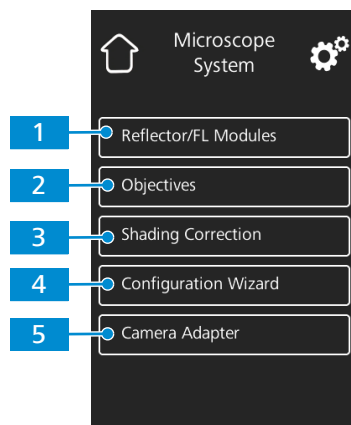 Microscope
System
1 Reflector/FL Modules
2 Objectives
3 Shading Correction
4 Configuration Wizard
5 Camera Adapter